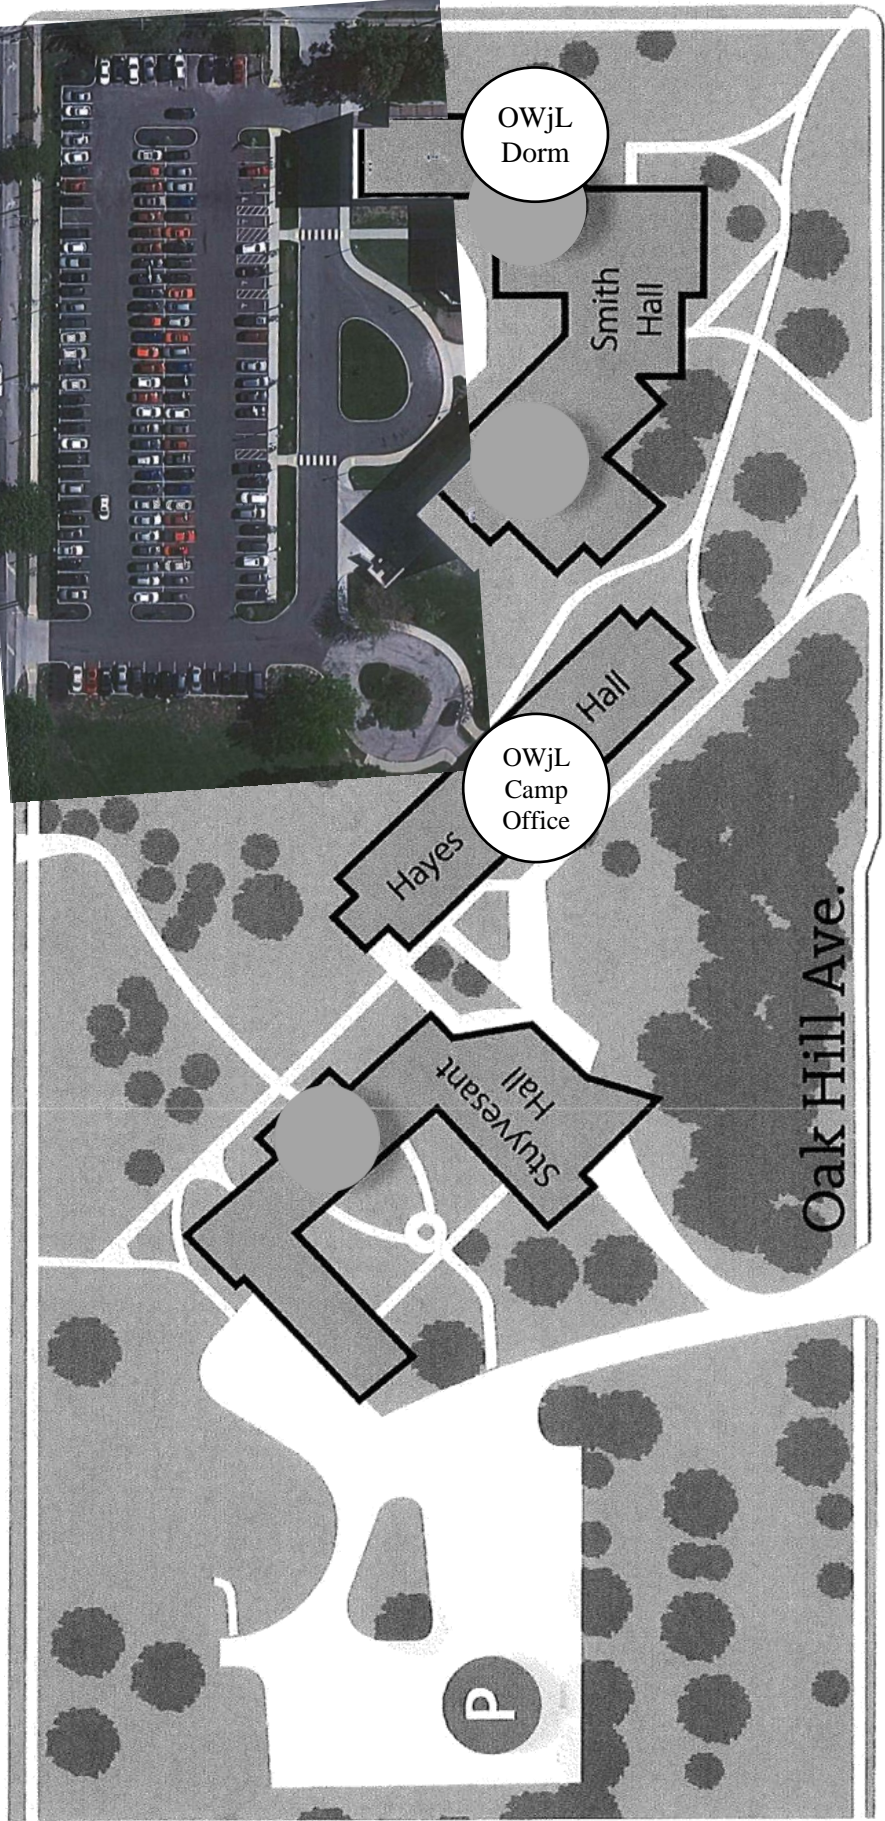 OWjL
Dorm
Smith
Hall
Hall
OWjL
Camp
Office
Hayes
Oak Hill Ave.
Stuyvesant
Hall
P